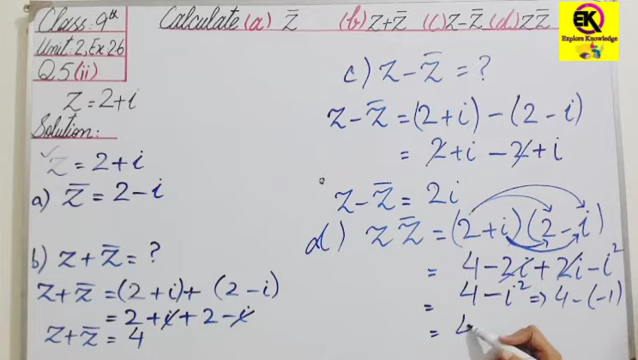 Class: 9th
Unit: 2, Ex 2.6
Q.5 (ii)
Calculate (a) z̄ (b) z+z̄ (c) z-z̄ (d) zz̄
EK
Explore Knowledge
z = 2+i
Solution:
z = 2+i
a) z̄ = 2-i
b) z + z̄ = ?
z+z̄ = (2+i)+ (2-i)
= 2+i+2-i
z+z̄ = 4
c) z-z̄ = ?
z-z̄ = (2+i) - (2-i)
= 2+i -2+i
z-z̄ = 2i
d) z z̄ = (2+i)(2-i)
= 4-2i+2i-i²
= 4-i² => 4-(-1)
= 4